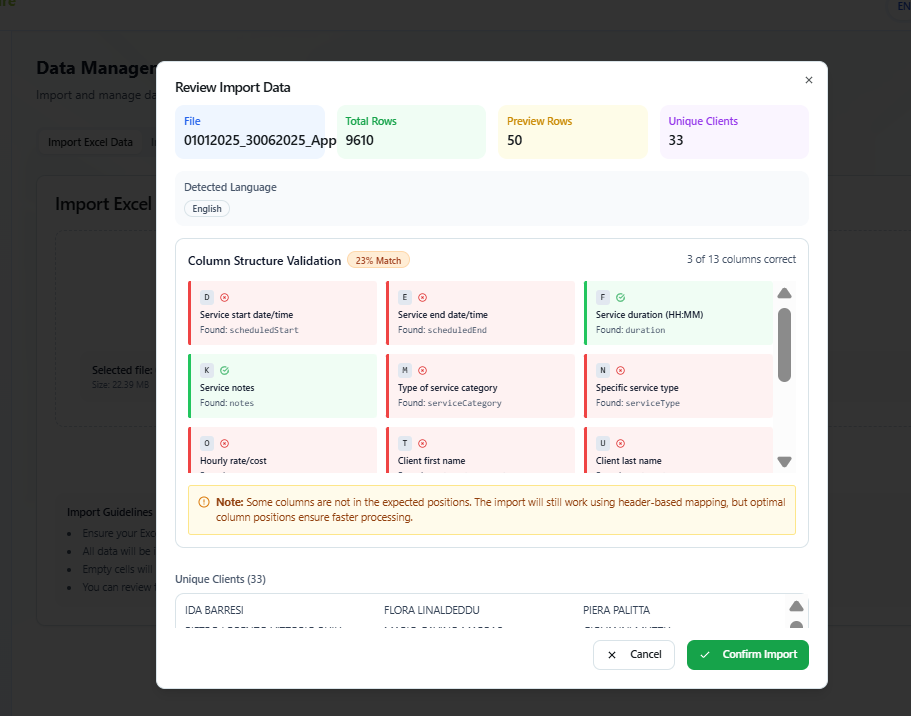 EN
Data Manager
Import and manage da
Import Excel Data
Import Excel
Selected file:
Size: 22.39 MB
Import Guidelines
Ensure your Exc
All data will be
Empty cells will
You can review
Review Import Data
File
01012025_30062025_App
Total Rows
9610
Preview Rows
50
Unique Clients
33
Detected Language
English
Column Structure Validation
23% Match
3 of 13 columns correct
D
Service start date/time
Found: scheduledStart
E
Service end date/time
Found: scheduledEnd
F
Service duration (HH:MM)
Found: duration
K
Service notes
Found: notes
M
Type of service category
Found: serviceCategory
N
Specific service type
Found: serviceType
O
Hourly rate/cost
T
Client first name
U
Client last name
Note: Some columns are not in the expected positions. The import will still work using header-based mapping, but optimal
column positions ensure faster processing.
Unique Clients (33)
IDA BARRESI
FLORA LINALDEDDU
PIERA PALITTA
Cancel
Confirm Import